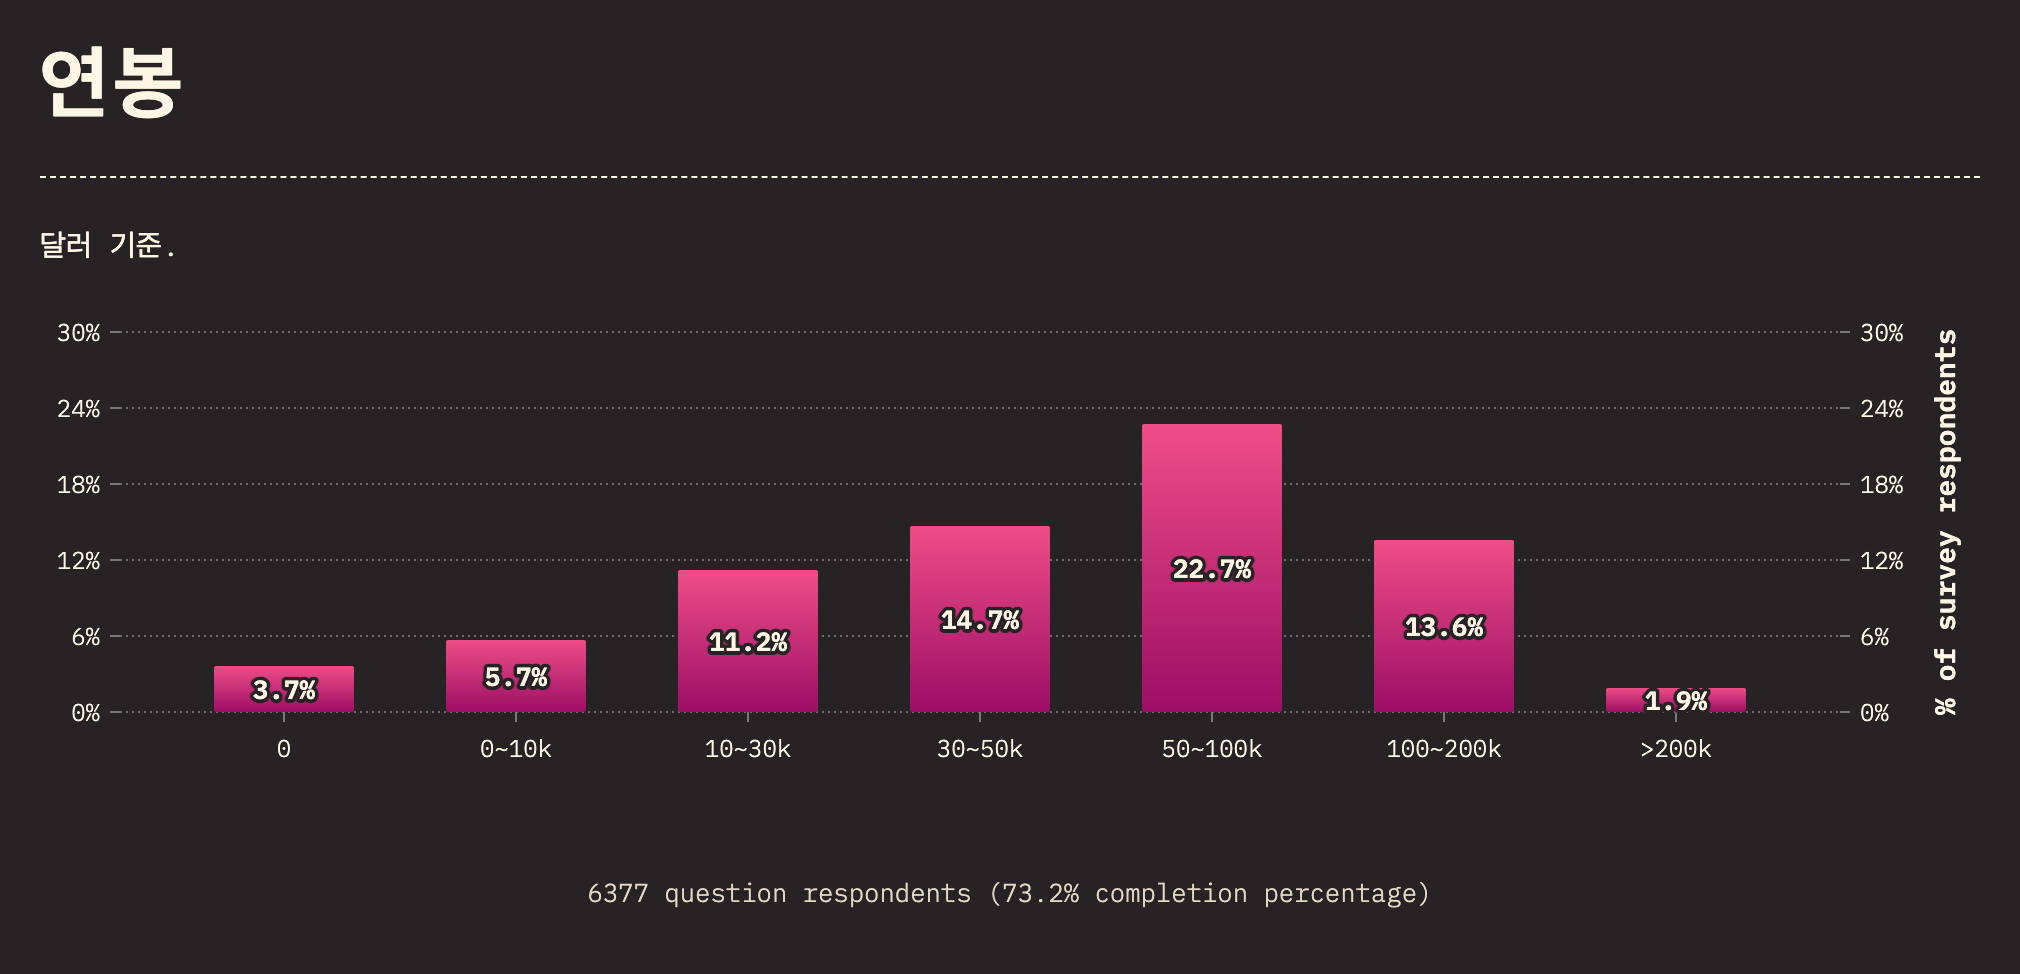 연봉
달러 기준.
30%
30%
24%
24%
18%
18%
12%
12%
6%
6%
0%
0%
% of survey respondents
3.7%
5.7%
11.2%
14.7%
22.7%
13.6%
1.9%
0
0~10k
10~30k
30~50k
50~100k
100~200k
>200k
6377 question respondents (73.2% completion percentage)